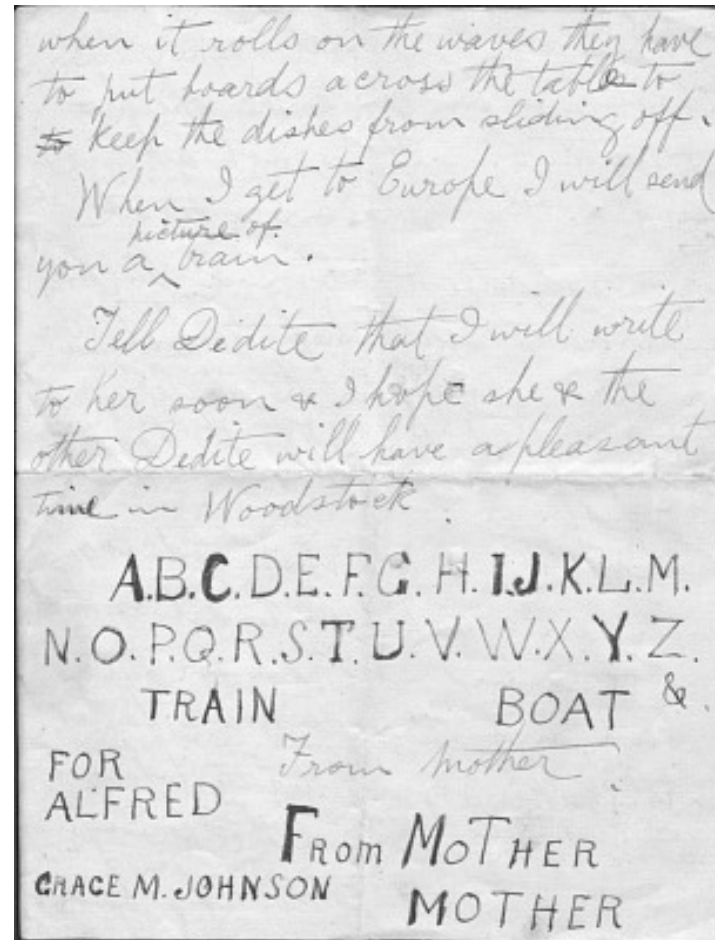 when it rolls on the waves they have
to put boards across the tables to
to keep the dishes from sliding off.
When I get to Europe I will send
picture of
you a train.
Tell Dedite that I will write
to her soon & I hope she & the
other Dedite will have a pleasant
time in Woodstock
A.B.C.D.E.F.G.H.I.J.K.L.M.
N.O.P.Q.R.S.T.U.V.W.X.Y.Z.
TRAIN BOAT &.
FOR From mother
ALFRED
FROM MOTHER
GRACE M. JOHNSON
MOTHER